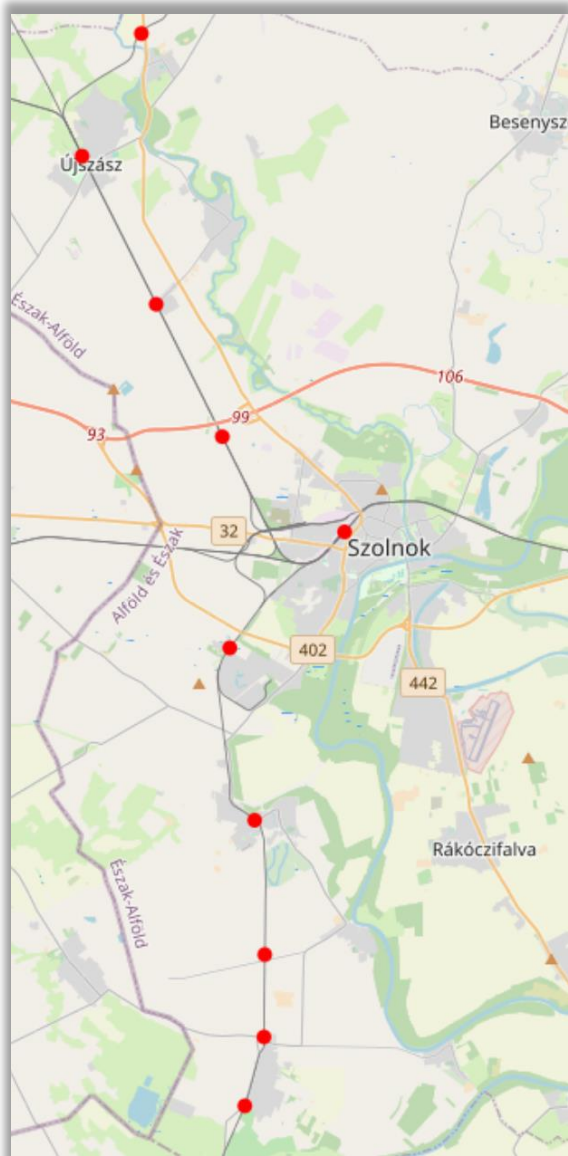 Besenysz
Újszász
Észak-Alföld
106
99
93
32
Szolnok
Alföld és Észak
402
442
Rákóczifalva
Észak-Alföld